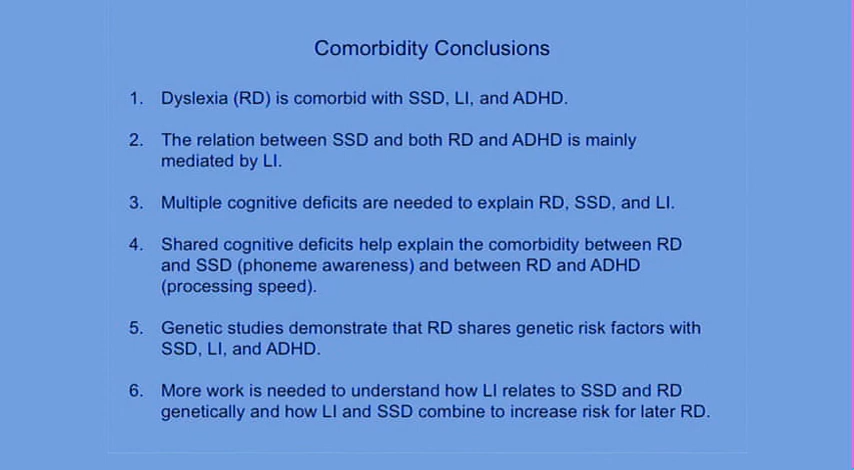 Comorbidity Conclusions
1. Dyslexia (RD) is comorbid with SSD, LI, and ADHD.
2. The relation between SSD and both RD and ADHD is mainly
mediated by LI.
3. Multiple cognitive deficits are needed to explain RD, SSD, and LI.
4. Shared cognitive deficits help explain the comorbidity between RD
and SSD (phoneme awareness) and between RD and ADHD
(processing speed).
5. Genetic studies demonstrate that RD shares genetic risk factors with
SSD, LI, and ADHD.
6. More work is needed to understand how LI relates to SSD and RD
genetically and how LI and SSD combine to increase risk for later RD.